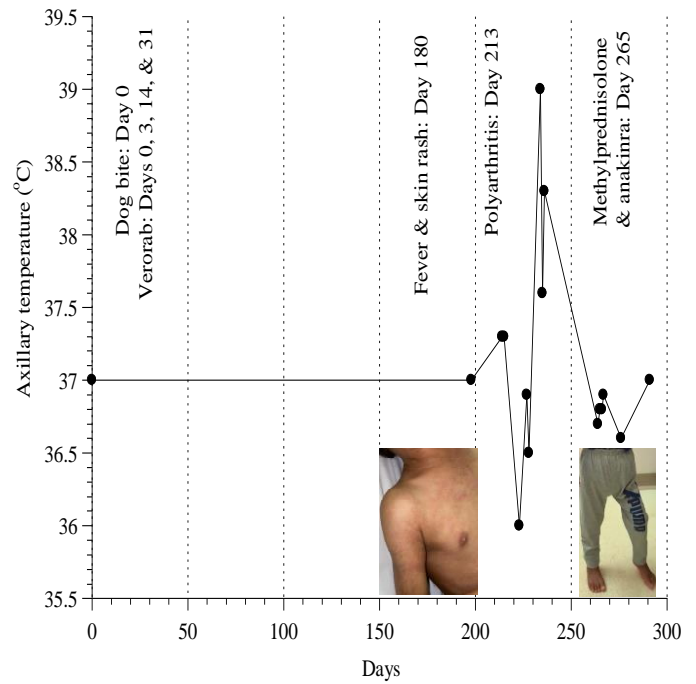 39.5
39
38.5
38
37.5
37
36.5
36
35.5
Axillary temperature (°C)
Dog bite: Day 0
Verorab: Days 0, 3, 14, & 31
Fever & skin rash: Day 180
Polyarthritis: Day 213
Methylprednisolone
& anakinra: Day 265
0 50 100 150 200 250 300
Days